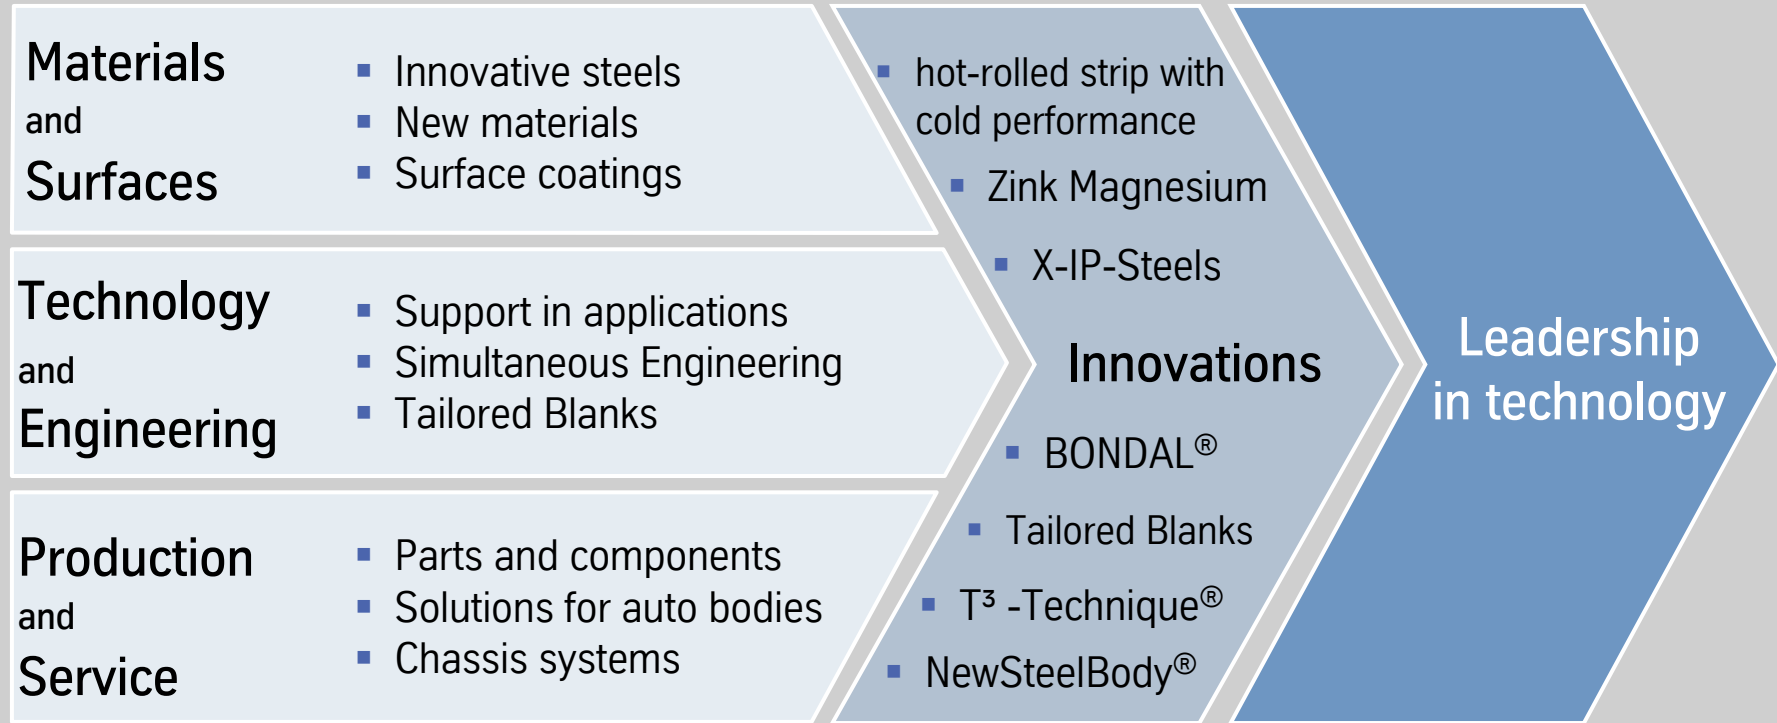 Materials
and
Surfaces
▪ Innovative steels
▪ New materials
▪ Surface coatings
Technology
and
Engineering
▪ Support in applications
▪ Simultaneous Engineering
▪ Tailored Blanks
Production
and
Service
▪ Parts and components
▪ Solutions for auto bodies
▪ Chassis systems
▪ hot-rolled strip with
cold performance
▪ Zink Magnesium
▪ X-IP-Steels
Innovations
▪ BONDAL®
▪ Tailored Blanks
▪ T³ -Technique®
▪ NewSteelBody®
Leadership
in technology